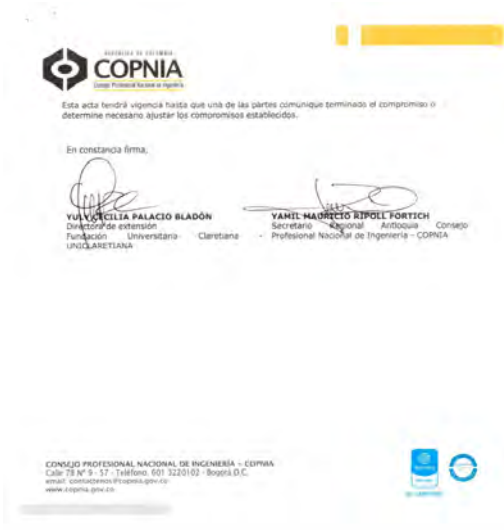 REPÚBLICA DE COLOMBIA
COPNIA
Consejo Profesional Nacional de Ingeniería
Esta acta tendrá vigencia hasta que una de las partes comunique terminado el compromiso o
determine necesario ajustar los compromisos establecidos.
En constancia firma,
YULY CECILIA PALACIO BLADÓN
Directora de extensión
Fundación Universitaria Claretiana -
UNICLARETIANA
YAMIL MAURICIO RIPOLL FORTICH
Secretario Regional Antioquia Consejo
Profesional Nacional de Ingeniería - COPNIA
CONSEJO PROFESIONAL NACIONAL DE INGENIERÍA - COPNIA
Calle 78 N° 9 - 57 - Teléfono: 601 3220102 - Bogotá D.C.
email: contactenos@copnia.gov.co
www.copnia.gov.co